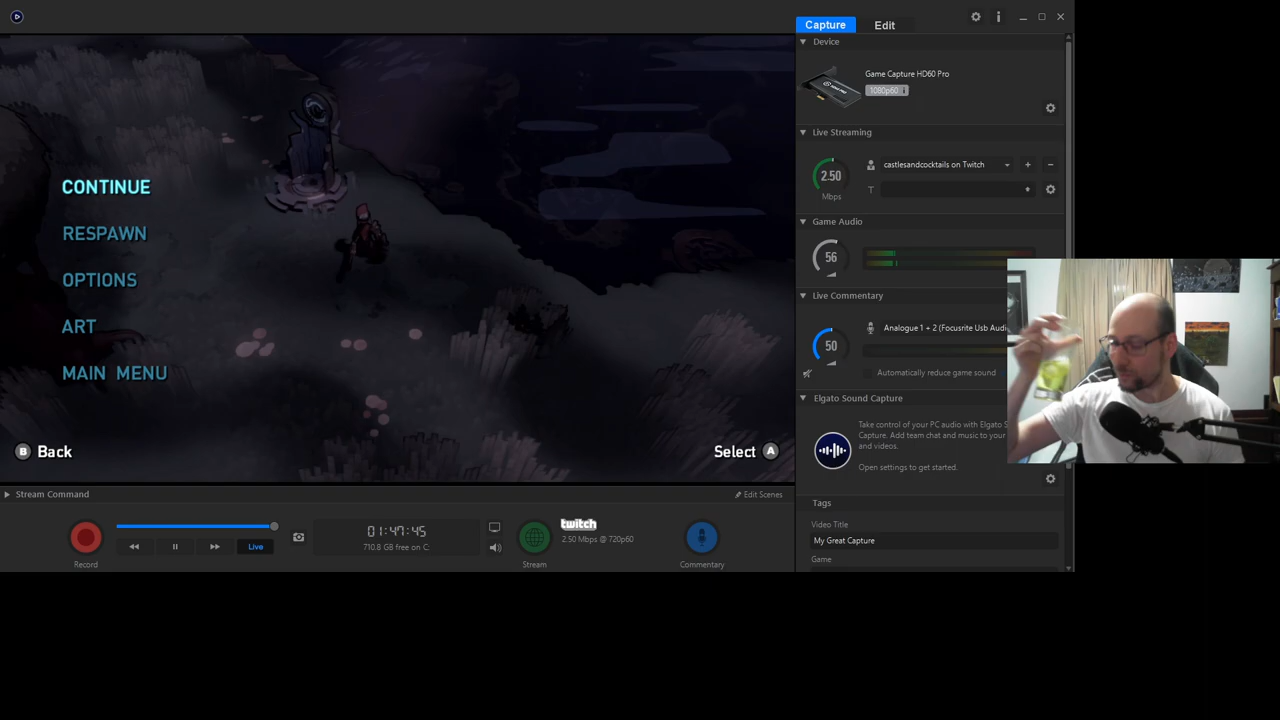 Capture
Edit
Device
Game Capture HD60 Pro
1080p60
CONTINUE
RESPAWN
OPTIONS
ART
MAIN MENU
B Back
Select A
Live Streaming
2.50
Mbps
castlesandcocktails on Twitch
Game Audio
56
Live Commentary
Analogue 1 + 2 (Focusrite Usb Audi
50
Automatically reduce game sound
Elgato Sound Capture
Take control of your PC audio with Elgato S
Capture. Add team chat and music to your
and videos.
Open settings to get started.
Tags
Video Title
My Great Capture
Game
Stream Command
Edit Scenes
Live
01:47:45
710.8 GB free on C:
twitch
2.50 Mbps @ 720p60
Record
Stream
Commentary